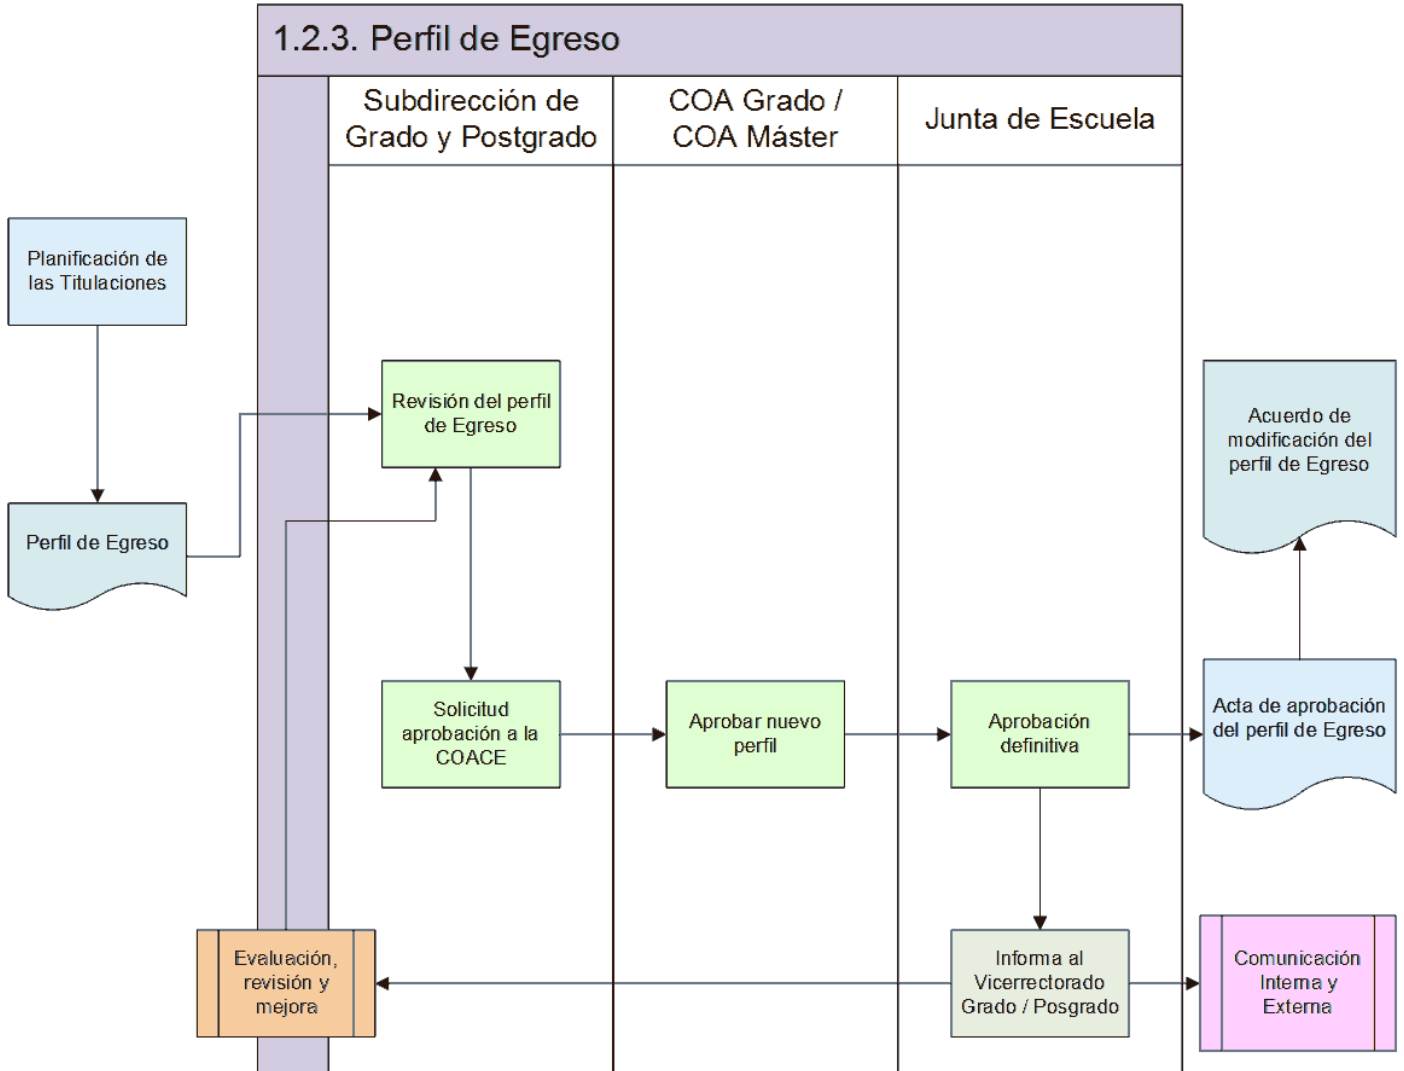 1.2.3. Perfil de Egreso
Subdirección de
Grado y Postgrado
COA Grado /
COA Máster
Junta de Escuela
Planificación de
las Titulaciones
Revisión del perfil
de Egreso
Acuerdo de
modificación del
perfil de Egreso
Perfil de Egreso
Solicitud
aprobación a la
COACE
Aprobar nuevo
perfil
Aprobación
definitiva
Acta de aprobación
del perfil de Egreso
Evaluación,
revisión y
mejora
Informa al
Vicerrectorado
Grado / Posgrado
Comunicación
Interna y
Externa